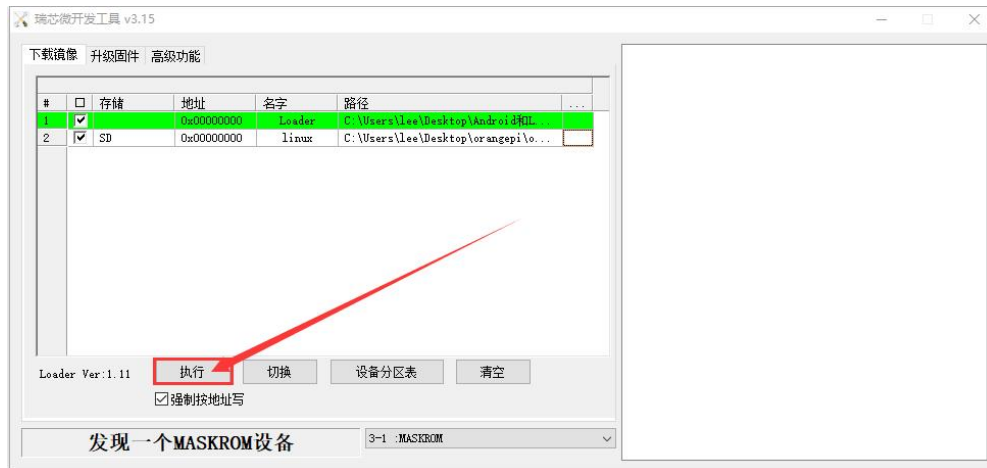 瑞芯微开发工具 v3.15
下载镜像 升级固件 高级功能
# 存储 地址 名字 路径 ...
1 0x00000000 Loader C:\Users\lee\Desktop\Android和L...
2 SD 0x00000000 linux C:\Users\lee\Desktop\orangepi\o...
Loader Ver:1.11 执行 切换 设备分区表 清空
强制按地址写
发现一个MASKROM设备 3-1 :MASKROM